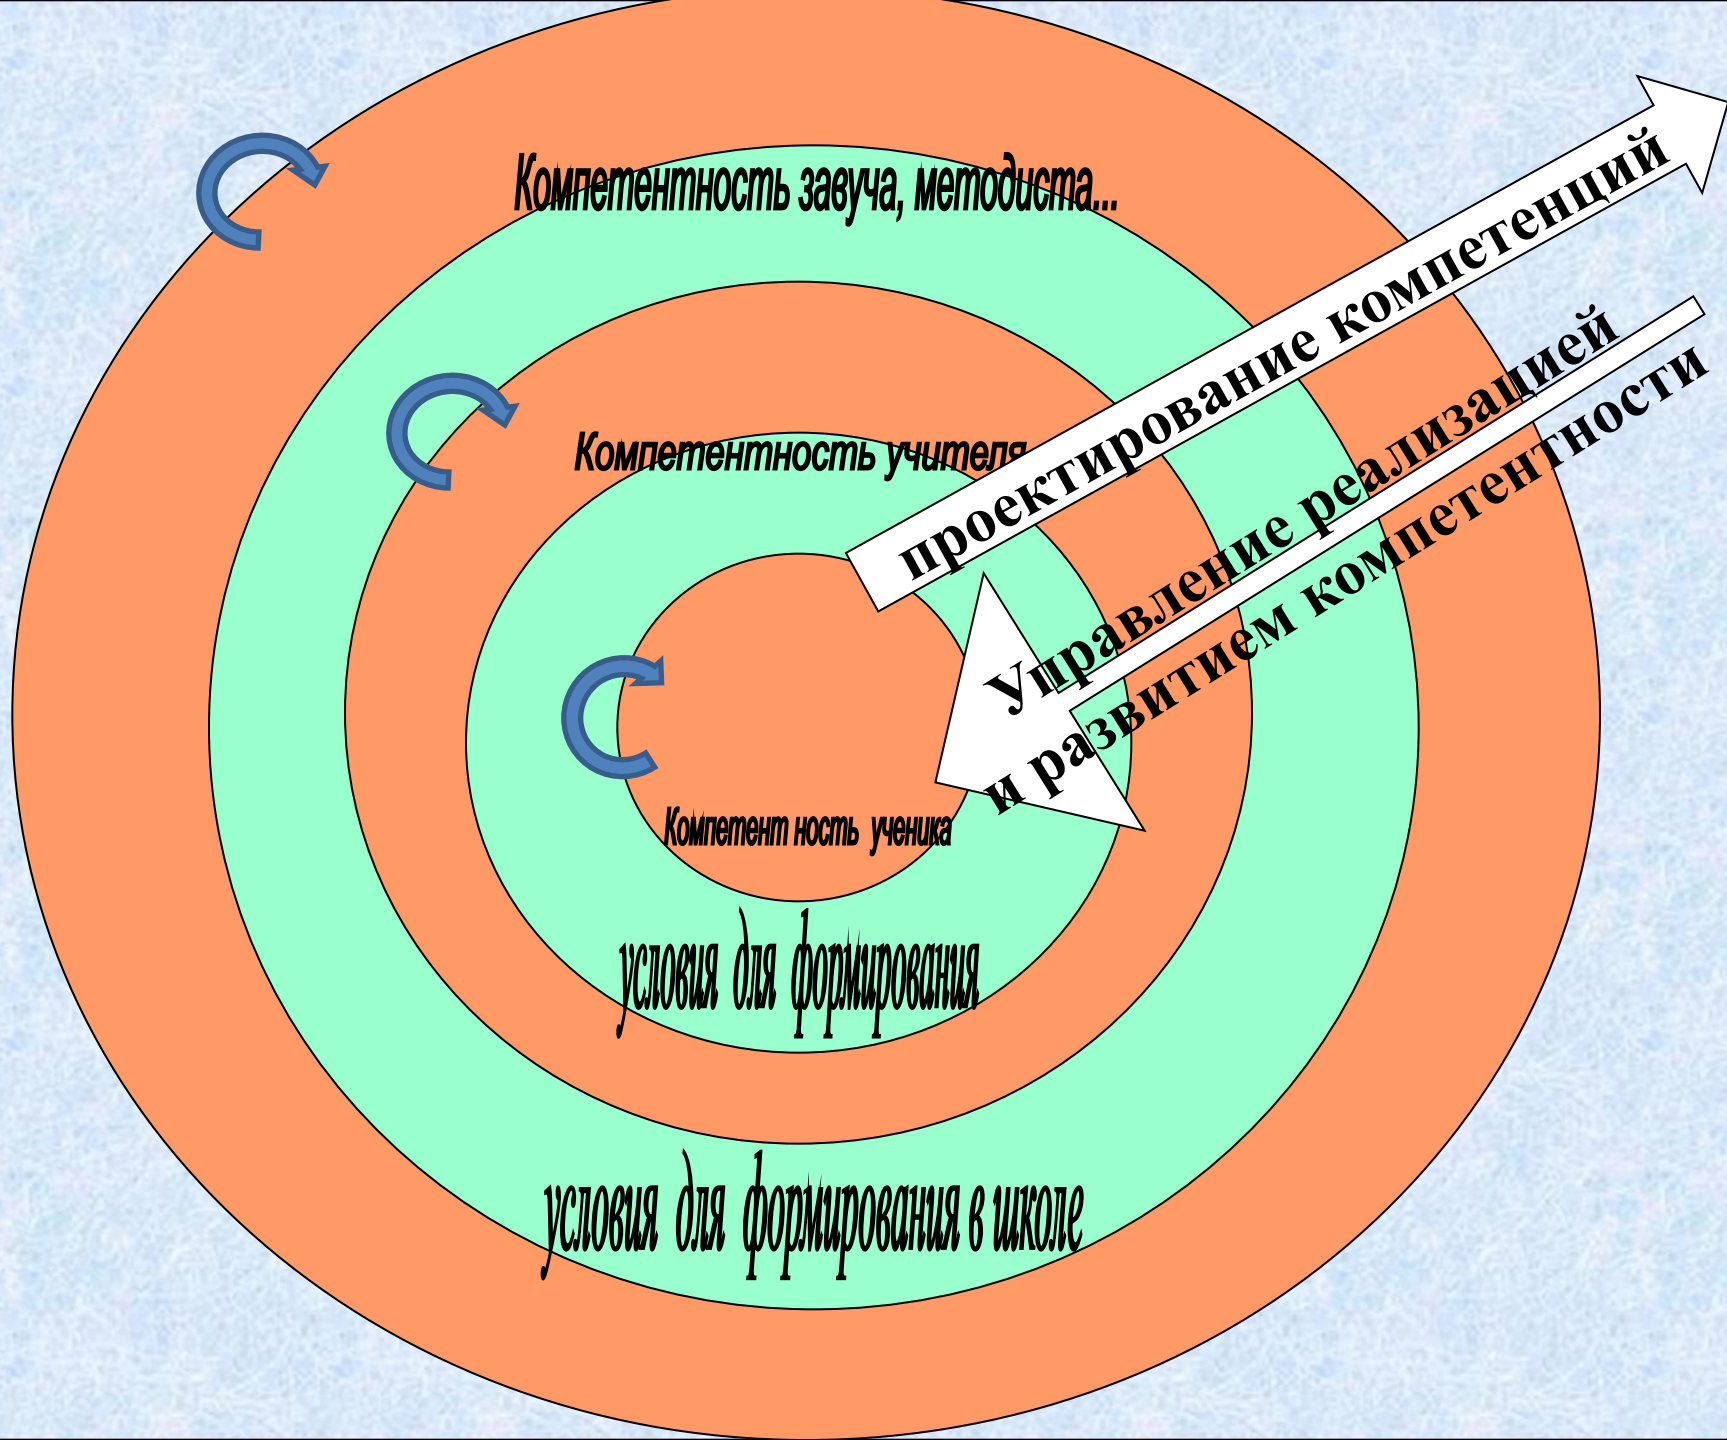 Компетентность завуча, методиста...
проектирование компетенций
Управление реализацией
и развитием компетентности
Компетентность учителя
Компетент ность ученика
условия для формирования
условия для формирования в школе